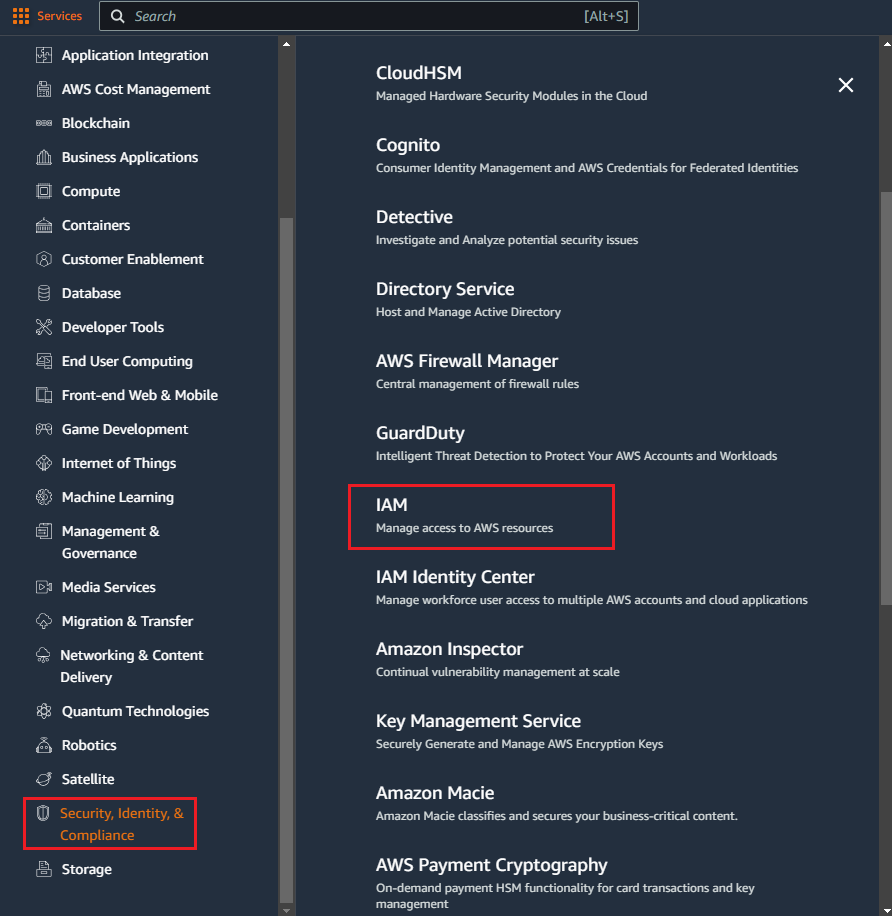 Services
Search
[Alt+S]
Application Integration
AWS Cost Management
Blockchain
Business Applications
Compute
Containers
Customer Enablement
Database
Developer Tools
End User Computing
Front-end Web & Mobile
Game Development
Internet of Things
Machine Learning
Management &
Governance
Media Services
Migration & Transfer
Networking & Content
Delivery
Quantum Technologies
Robotics
Satellite
Security, Identity, &
Compliance
Storage
CloudHSM
Managed Hardware Security Modules in the Cloud
Cognito
Consumer Identity Management and AWS Credentials for Federated Identities
Detective
Investigate and Analyze potential security issues
Directory Service
Host and Manage Active Directory
AWS Firewall Manager
Central management of firewall rules
GuardDuty
Intelligent Threat Detection to Protect Your AWS Accounts and Workloads
IAM
Manage access to AWS resources
IAM Identity Center
Manage workforce user access to multiple AWS accounts and cloud applications
Amazon Inspector
Continual vulnerability management at scale
Key Management Service
Securely Generate and Manage AWS Encryption Keys
Amazon Macie
Amazon Macie classifies and secures your business-critical content.
AWS Payment Cryptography
On-demand payment HSM functionality for card transactions and key
management